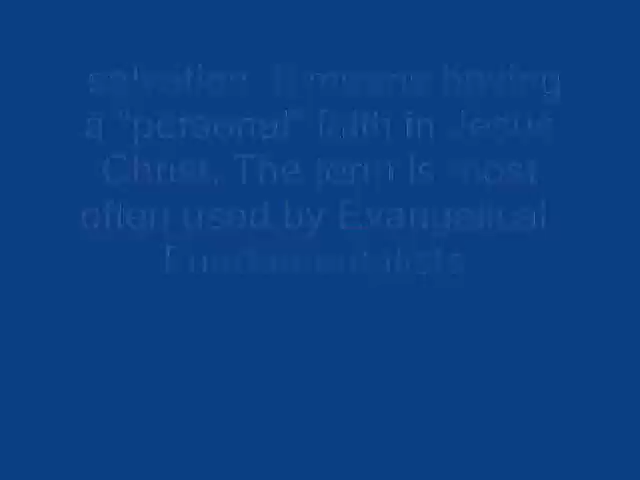 salvation. It means having
a "personal" faith in Jesus
Christ. The term is most
often used by Evangelical
Fundamentalists